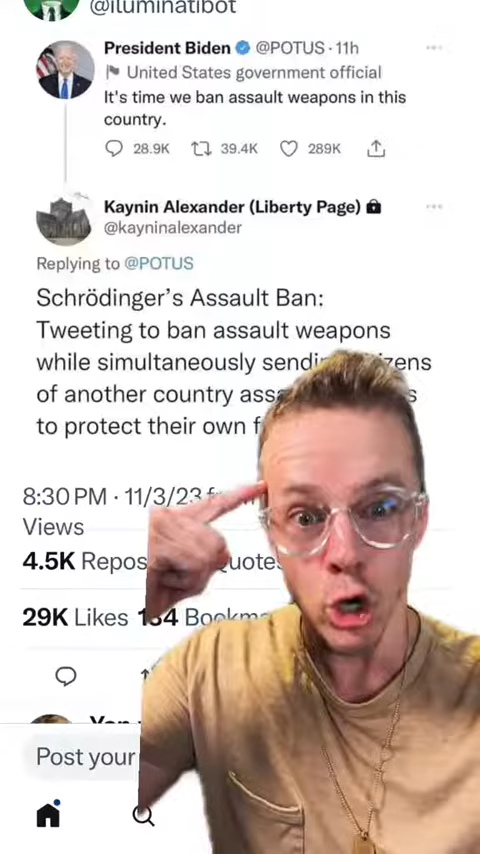 @iluminatibot
President Biden @POTUS · 11h
United States government official
It's time we ban assault weapons in this
country.
28.9K 39.4K 289K
Kaynin Alexander (Liberty Page)
@kayninalexander
Replying to @POTUS
Schrödinger's Assault Ban:
Tweeting to ban assault weapons
while simultaneously
of another country
to protect their own
8:30 PM · 11/3/23
Views
4.5K
29K Likes
Post your